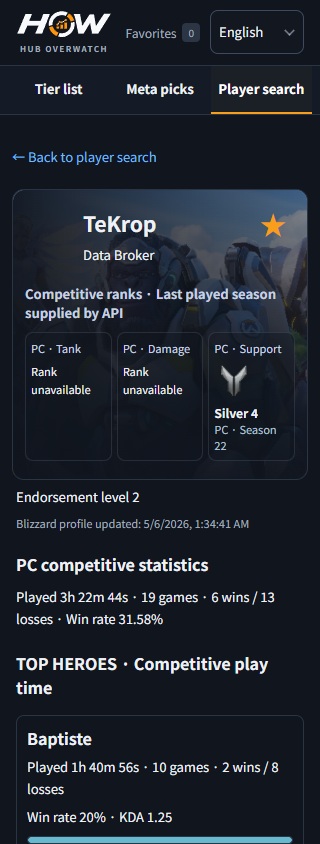 HOW
HUB OVERWATCH
Favorites 0
English
Tier list Meta picks Player search
← Back to player search
TeKrop
Data Broker
Competitive ranks · Last played season
supplied by API
PC · Tank
Rank
unavailable
PC · Damage
Rank
unavailable
PC · Support
Silver 4
PC · Season
22
Endorsement level 2
Blizzard profile updated: 5/6/2026, 1:34:41 AM
PC competitive statistics
Played 3h 22m 44s · 19 games · 6 wins / 13
losses · Win rate 31.58%
TOP HEROES · Competitive play
time
Baptiste
Played 1h 40m 56s · 10 games · 2 wins / 8
losses
Win rate 20% · KDA 1.25